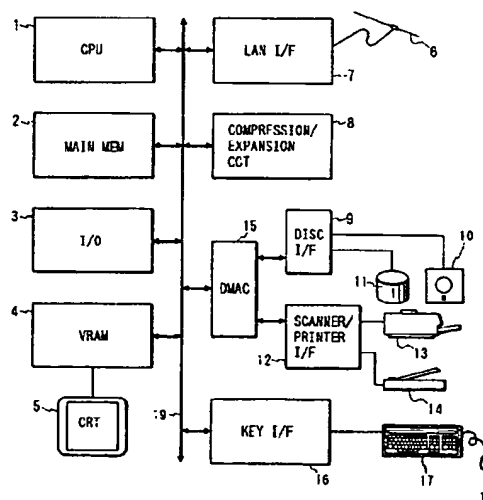 1
CPU
LAN I/F
6
7
2
MAIN MEM
COMPRESSION/
EXPANSION
CCT
8
3
I/O
15
DMAC
9
DISC
I/F
10
11
4
VRAM
SCANNER/
PRINTER
I/F
12
13
14
5
CRT
19
KEY I/F
16
17